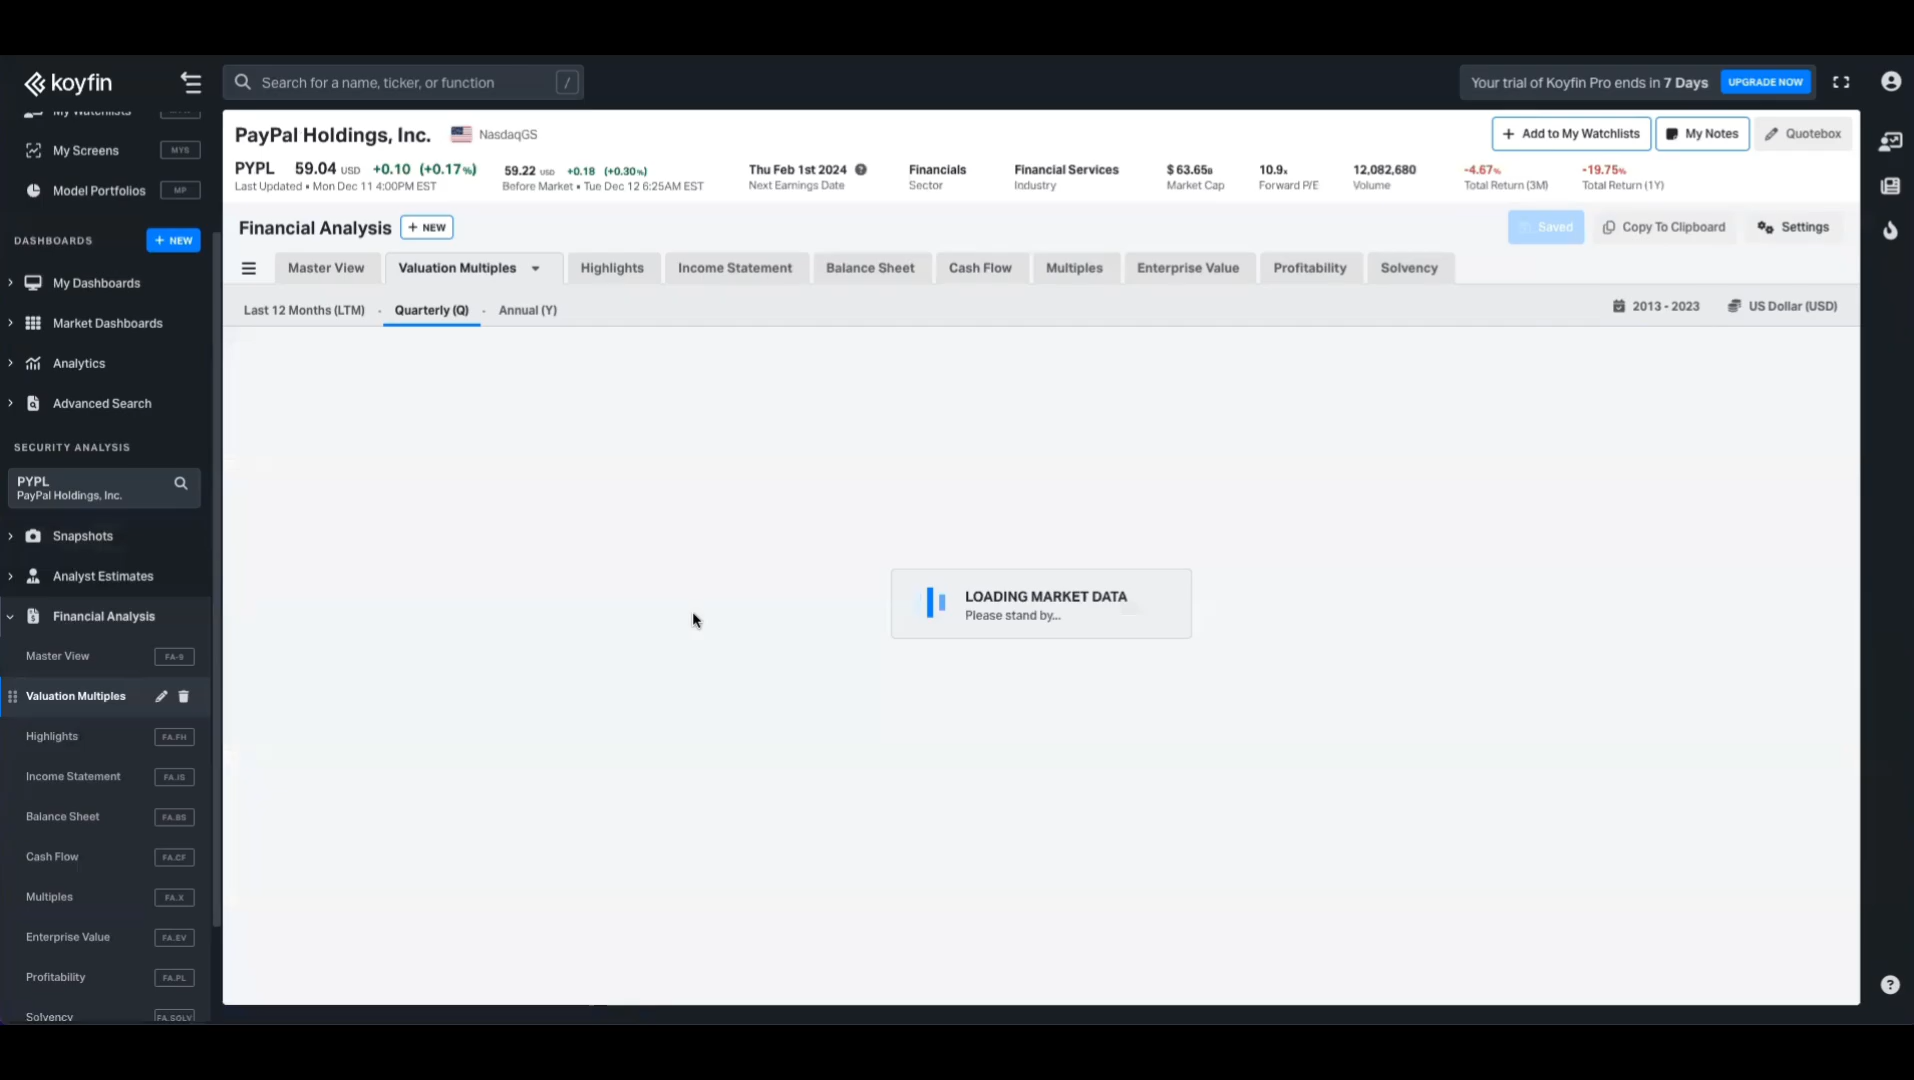 koyfin
Search for a name, ticker, or function /
Your trial of Koyfin Pro ends in 7 Days UPGRADE NOW
My Watchlists
My Screens MYS
Model Portfolios MP
DASHBOARDS + NEW
My Dashboards
Market Dashboards
Analytics
Advanced Search
SECURITY ANALYSIS
PYPL
PayPal Holdings, Inc.
Snapshots
Analyst Estimates
Financial Analysis
Master View FA-9
Valuation Multiples
Highlights FA.FH
Income Statement FA.IS
Balance Sheet FA.BS
Cash Flow FA.CF
Multiples FA.X
Enterprise Value FA.EV
Profitability FA.PL
Solvency FA.SOLV
PayPal Holdings, Inc. NasdaqGS
+ Add to My Watchlists My Notes Quotebox
PYPL 59.04 USD +0.10 (+0.17%) 59.22 USD +0.18 (+0.30%) Thu Feb 1st 2024 Financials Financial Services $ 63.65B 10.9x 12,082,680 -4.67% -19.75%
Last Updated • Mon Dec 11 4:00PM EST Before Market • Tue Dec 12 6:25AM EST Next Earnings Date Sector Industry Market Cap Forward P/E Volume Total Return (3M) Total Return (1Y)
Financial Analysis + NEW Saved Copy To Clipboard Settings
Master View Valuation Multiples Highlights Income Statement Balance Sheet Cash Flow Multiples Enterprise Value Profitability Solvency
Last 12 Months (LTM) · Quarterly (Q) · Annual (Y) 2013 - 2023 US Dollar (USD)
LOADING MARKET DATA
Please stand by...
?